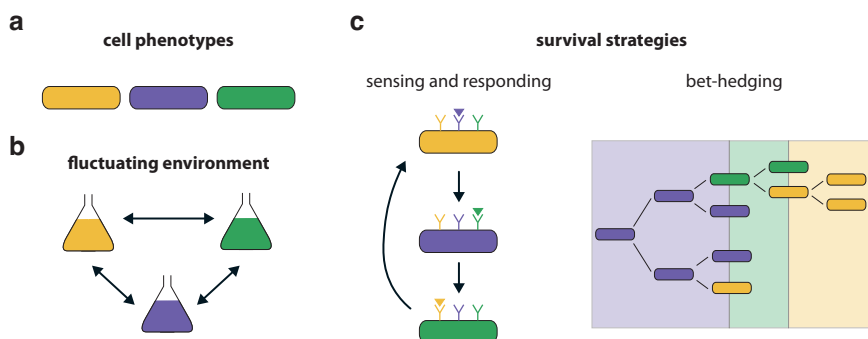 a
cell phenotypes
b
fluctuating environment
c
survival strategies
sensing and responding
bet-hedging